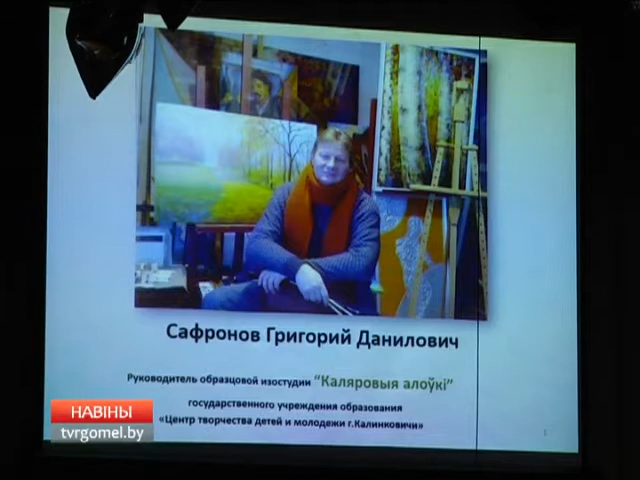 Сафронов Григорий Данилович
Руководитель образцовой изостудии “Каляровыя алоўкі”
государственного учреждения образования
«Центр творчества детей и молодежи г.Калинковичи»
1
НАВІНЫ
tvrgomel.by